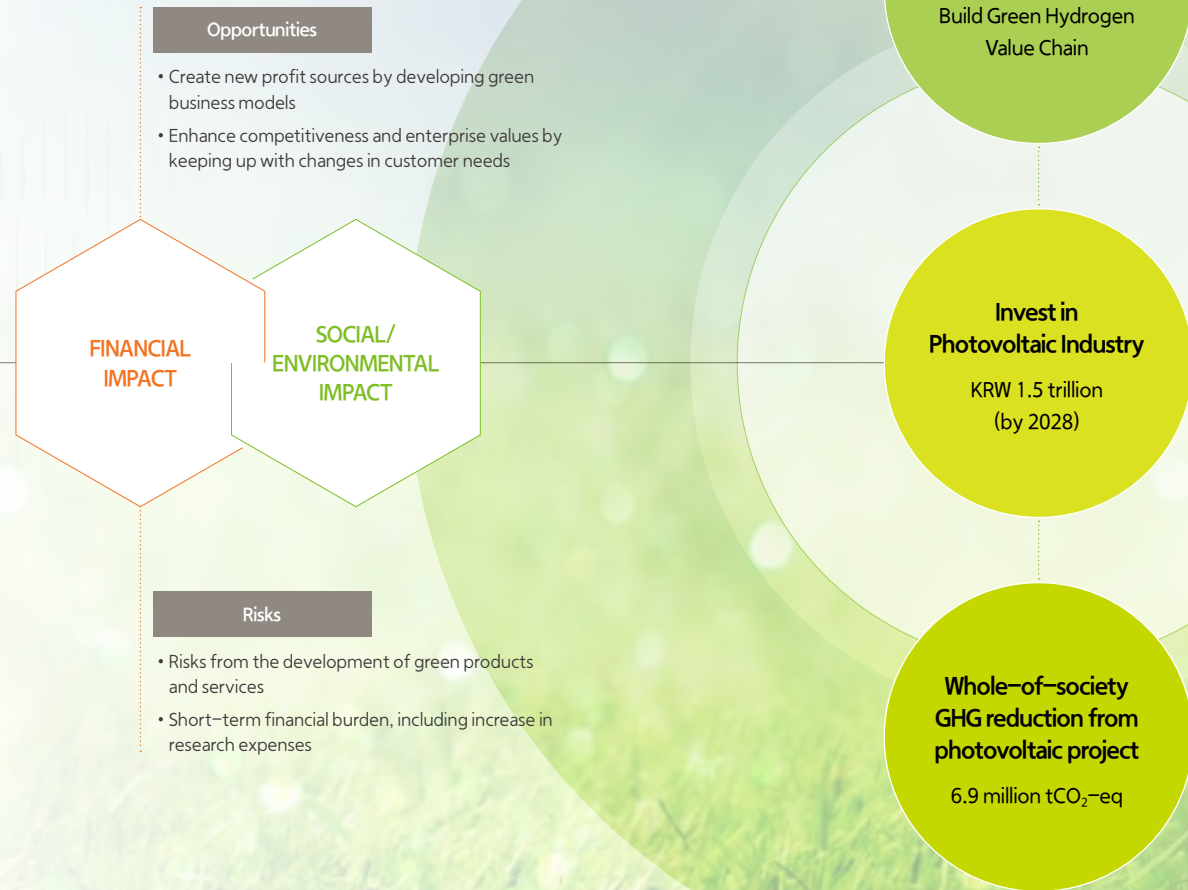 Opportunities
• Create new profit sources by developing green
business models
• Enhance competitiveness and enterprise values by
keeping up with changes in customer needs
FINANCIAL
IMPACT
SOCIAL/
ENVIRONMENTAL
IMPACT
Risks
• Risks from the development of green products
and services
• Short-term financial burden, including increase in
research expenses
Build Green Hydrogen
Value Chain
Invest in
Photovoltaic Industry
KRW 1.5 trillion
(by 2028)
Whole-of-society
GHG reduction from
photovoltaic project
6.9 million tCO₂-eq